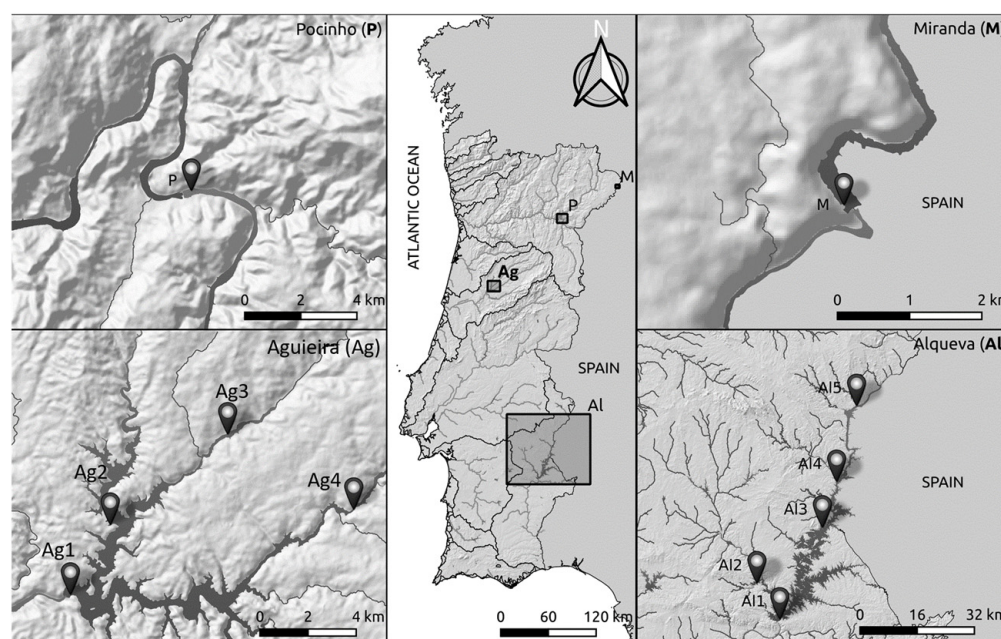 Pocinho (P)
P
0 2 4 km
Aguieira (Ag)
Ag3
Ag2
Ag4
Ag1
0 2 4 km
N
ATLANTIC OCEAN
M
P
Ag
SPAIN
Al
0 60 120 km
Miranda (M
M
SPAIN
0 1 2 km
Alqueva (Al
Al5
Al4
SPAIN
Al3
Al2
Al1
0 16 32 km